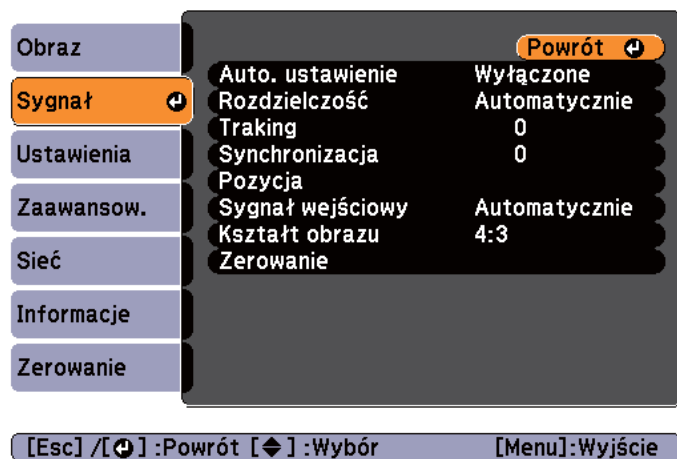 Obraz
Sygnał
Ustawienia
Zaawansow.
Sieć
Informacje
Zerowanie
Powrót
Auto. ustawienie Wyłączone
Rozdzielczość Automatycznie
Traking 0
Synchronizacja 0
Pozycja
Sygnał wejściowy Automatycznie
Kształt obrazu 4:3
Zerowanie
[Esc] /[⏎] :Powrót [◆] :Wybór [Menu]:Wyjście